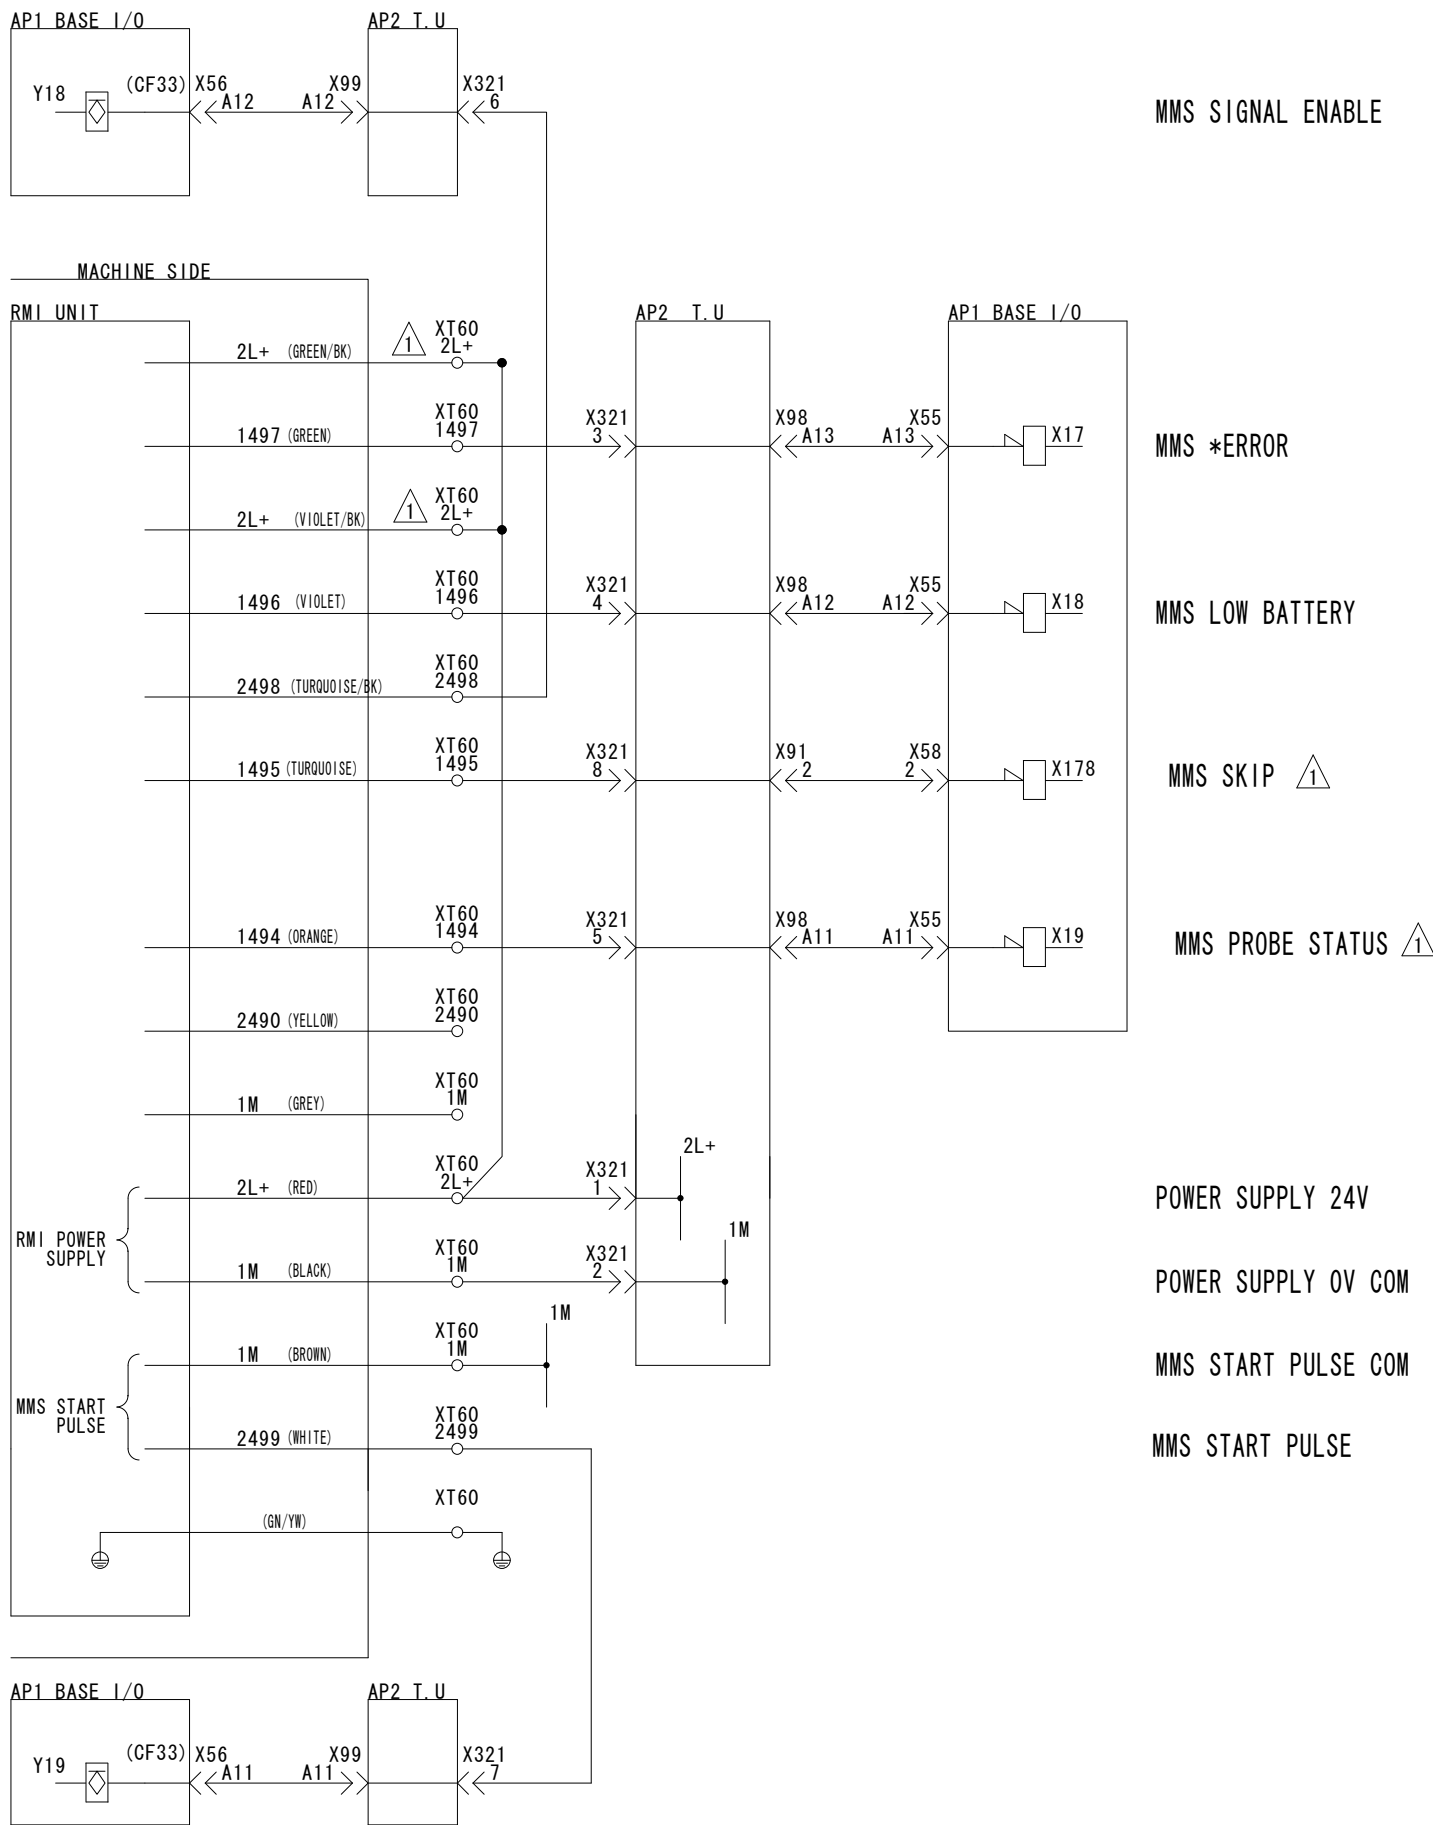 AP1 BASE I/O
AP2 T.U
Y18
(CF33)
X56
A12
X99
A12
X321
6
MMS SIGNAL ENABLE
MACHINE SIDE
RMI UNIT
AP2 T.U
AP1 BASE I/O
2L+ (GREEN/BK)
1
XT60
2L+
1497 (GREEN)
XT60
1497
X321
3
X98
A13
X55
A13
X17
MMS *ERROR
2L+ (VIOLET/BK)
1
XT60
2L+
1496 (VIOLET)
XT60
1496
X321
4
X98
A12
X55
A12
X18
MMS LOW BATTERY
2498 (TURQUOISE/BK)
XT60
2498
1495 (TURQUOISE)
XT60
1495
X321
8
X91
2
X58
2
X178
MMS SKIP 1
1494 (ORANGE)
XT60
1494
X321
5
X98
A11
X55
A11
X19
MMS PROBE STATUS 1
2490 (YELLOW)
XT60
2490
1M (GREY)
XT60
1M
2L+ (RED)
XT60
2L+
X321
1
2L+
POWER SUPPLY 24V
RMI POWER
SUPPLY
1M (BLACK)
XT60
1M
X321
2
1M
POWER SUPPLY 0V COM
1M (BROWN)
XT60
1M
1M
MMS START PULSE COM
MMS START
PULSE
2499 (WHITE)
XT60
2499
MMS START PULSE
(GN/YW)
XT60
AP1 BASE I/O
AP2 T.U
Y19
(CF33)
X56
A11
X99
A11
X321
7